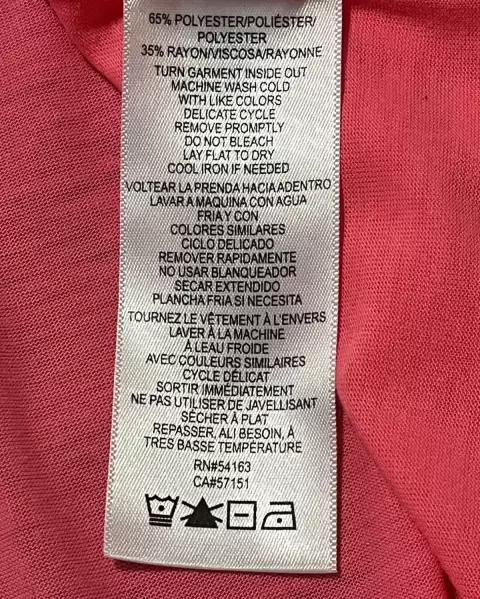 65% POLYESTER/POLIÉSTER/
POLYESTER
35% RAYON/VISCOSA/RAYONNE
TURN GARMENT INSIDE OUT
MACHINE WASH COLD
WITH LIKE COLORS
DELICATE CYCLE
REMOVE PROMPTLY
DO NOT BLEACH
LAY FLAT TO DRY
COOL IRON IF NEEDED
VOLTEAR LA PRENDA HACIA ADENTRO
LAVAR A MAQUINA CON AGUA
FRIA Y CON
COLORES SIMILARES
CICLO DELICADO
REMOVER RAPIDAMENTE
NO USAR BLANQUEADOR
SECAR EXTENDIDO
PLANCHA FRIA SI NECESITA
TOURNEZ LE VÊTEMENT À L'ENVERS
LAVER À LA MACHINE
À LEAU FROIDE
AVEC COULEURS SIMILAIRES
CYCLE DÉLICAT
SORTIR IMMÉDIATEMENT
NE PAS UTILISER DE JAVELLISANT
SÉCHER À PLAT
REPASSER, ALI BESOIN, À
TRES BASSE TEMPÉRATURE
RN#54163
CA#57151